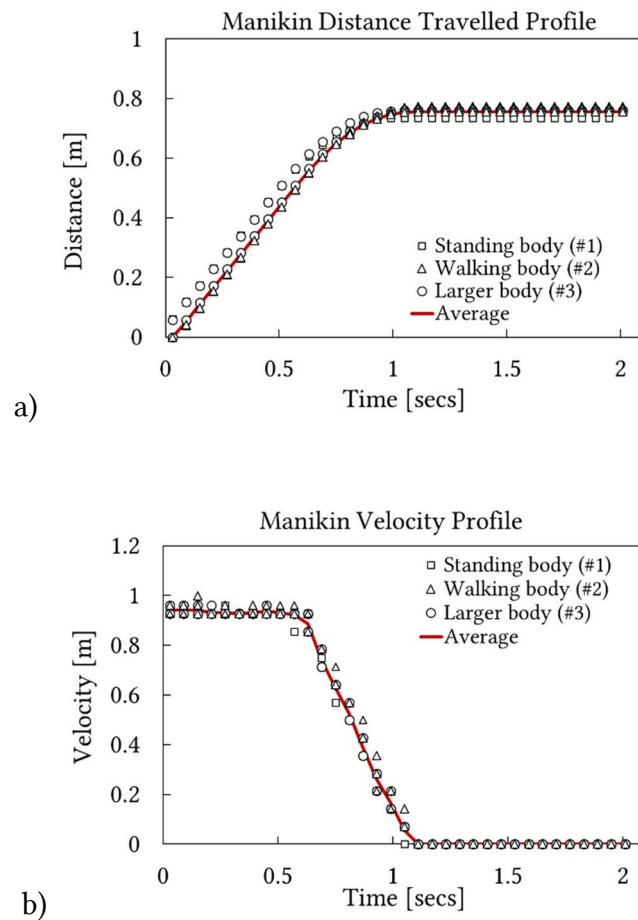 Manikin Distance Travelled Profile
1
0.8
0.6
0.4
0.2
0
Distance [m]
Standing body (#1)
Walking body (#2)
Larger body (#3)
Average
0 0.5 1 1.5 2
Time [secs]
a)
Manikin Velocity Profile
1.2
1
0.8
0.6
0.4
0.2
0
Velocity [m]
Standing body (#1)
Walking body (#2)
Larger body (#3)
Average
0 0.5 1 1.5 2
Time [secs]
b)